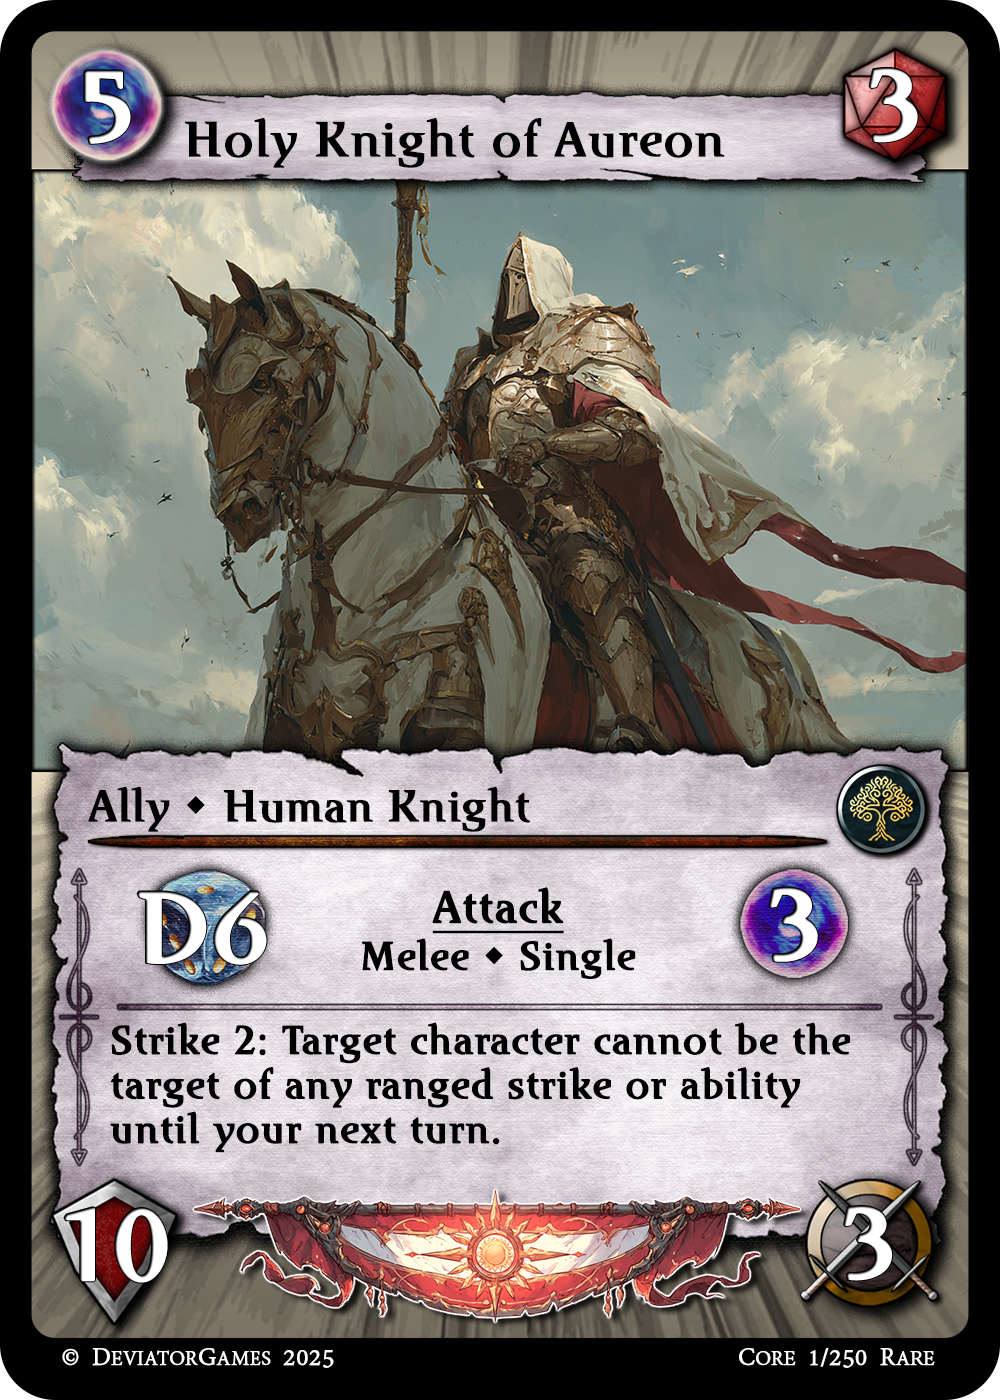 5
3
Holy Knight of Aureon
Ally ◆ Human Knight
D6
Attack
3
Melee ◆ Single
Strike 2: Target character cannot be the
target of any ranged strike or ability
until your next turn.
10
3
© DeviatorGames 2025
Core 1/250 Rare